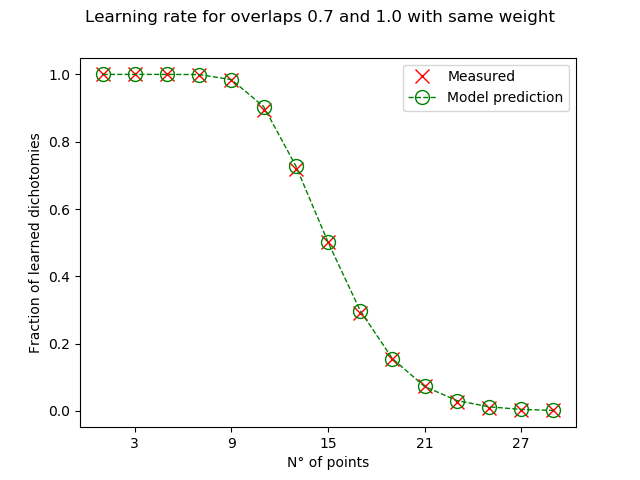 Learning rate for overlaps 0.7 and 1.0 with same weight
Measured
Model prediction
Fraction of learned dichotomies
1.0
0.8
0.6
0.4
0.2
0.0
3 9 15 21 27
N° of points